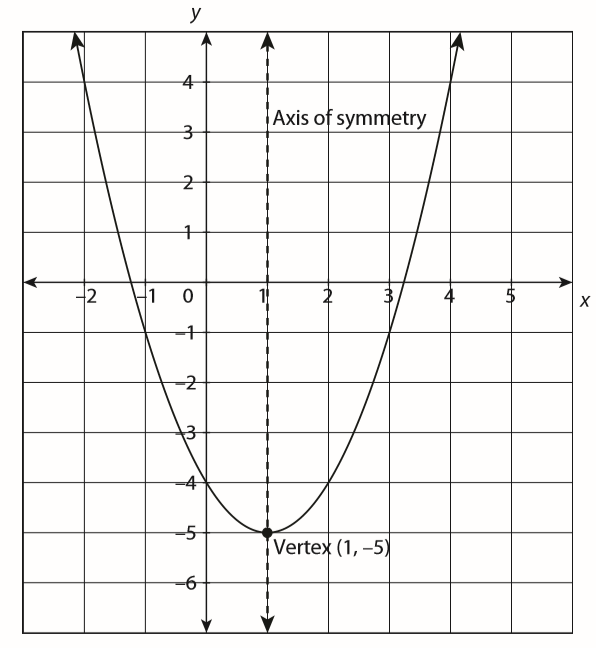 y
4
3
Axis of symmetry
2
1
–2 –1 0 1 2 3 4 5 x
–1
–2
–3
–4
–5
Vertex (1, –5)
–6